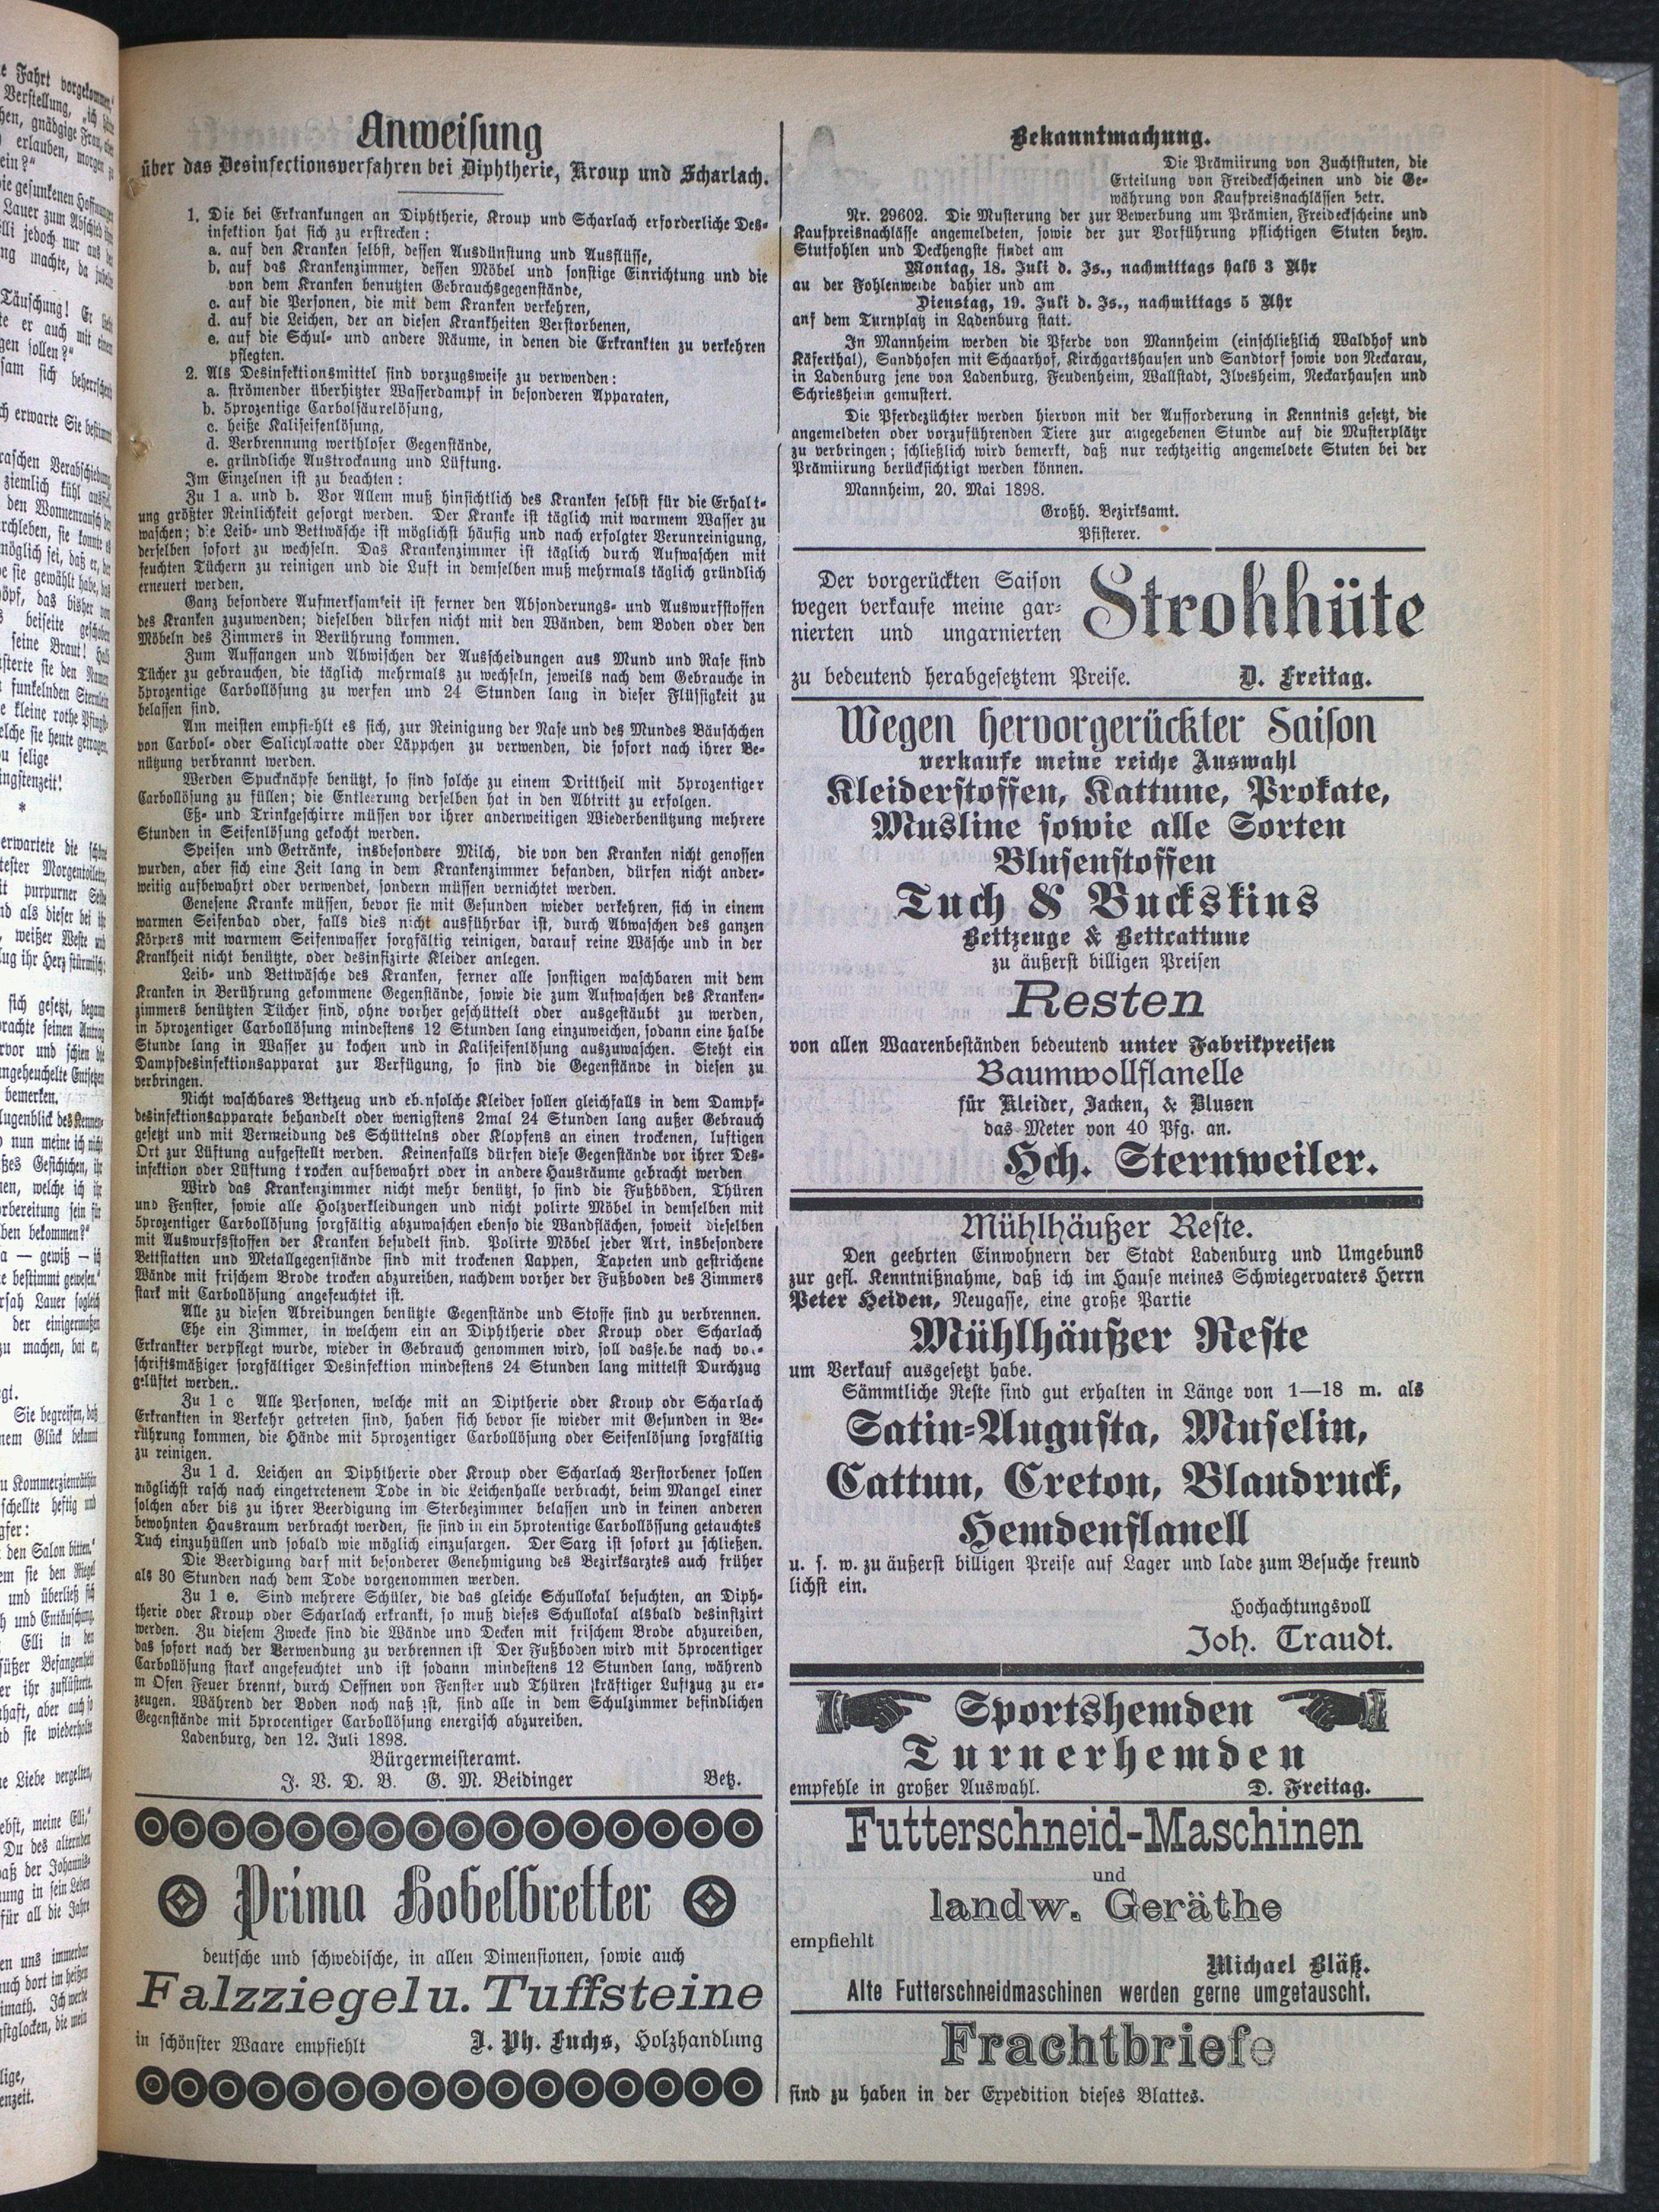 Anweisung
über das Desinfectionsverfahren bei Diphtherie, Kroup und Scharlach.
1. Die bei Erkrankungen an Diphtherie, Kroup und Scharlach erforderliche Des-
infektion hat sich zu erstrecken:
a. auf den Kranken selbst, dessen Ausdünstung und Ausflüsse,
b. auf das Krankenzimmer, dessen Möbel und sonstige Einrichtung und die
von dem Kranken benutzten Gebrauchsgegenstände,
c. auf die Personen, die mit dem Kranken verkehren,
d. auf die Leichen, der an diesen Krankheiten Verstorbenen,
e. auf die Schul- und andere Räume, in denen die Erkrankten zu verkehren
pflegten.
2. Als Desinfektionsmittel sind vorzugsweise zu verwenden:
a. strömender überhitzter Wasserdampf in besonderen Apparaten,
b. 5prozentige Carbolsäurelösung,
c. heiße Kaliseifenlösung,
d. Verbrennung werthloser Gegenstände,
e. gründliche Austrocknung und Lüftung.
Im Einzelnen ist zu beachten:
Zu 1 a. und b. Vor Allem muß hinsichtlich des Kranken selbst für die Erhalt-
ung größter Reinlichkeit gesorgt werden. Der Kranke ist täglich mit warmem Wasser zu
waschen; die Leib- und Bettwäsche ist möglichst häufig und nach erfolgter Verunreinigung,
derselben sofort zu wechseln. Das Krankenzimmer ist täglich durch Aufwaschen mit
feuchten Tüchern zu reinigen und die Luft in demselben muß mehrmals täglich gründlich
erneuert werden.
Ganz besondere Aufmerksamkeit ist ferner den Absonderungs- und Auswurfstoffen
des Kranken zuzuwenden; dieselben dürfen nicht mit den Wänden, dem Boden oder den
Möbeln des Zimmers in Berührung kommen.
Zum Auffangen und Abwischen der Ausscheidungen aus Mund und Nase sind
Tücher zu gebrauchen, die täglich mehrmals zu wechseln, jeweils nach dem Gebrauche in
5prozentige Carbollösung zu werfen und 24 Stunden lang in dieser Flüssigkeit zu
belassen sind.
Am meisten empfiehlt es sich, zur Reinigung der Nase und des Mundes Bäuschchen
von Carbol- oder Salicylwatte oder Läppchen zu verwenden, die sofort nach ihrer Be-
nützung verbrannt werden.
Werden Spucknäpfe benützt, so sind solche zu einem Drittheil mit 5prozentiger
Carbollösung zu füllen; die Entleerung derselben hat in den Abtritt zu erfolgen.
Eß- und Trinkgeschirre müssen vor ihrer anderweitigen Wiederbenützung mehrere
Stunden in Seifenlösung gekocht werden.
Speisen und Getränke, insbesondere Milch, die von den Kranken nicht genossen
wurden, aber sich eine Zeit lang in dem Krankenzimmer befanden, dürfen nicht ander-
weitig aufbewahrt oder verwendet, sondern müssen vernichtet werden.
Genesene Kranke müssen, bevor sie mit Gesunden wieder verkehren, sich in einem
warmen Seifenbad oder, falls dies nicht ausführbar ist, durch Abwaschen des ganzen
Körpers mit warmem Seifenwasser sorgfältig reinigen, darauf reine Wäsche und in der
Krankheit nicht benützte, oder desinfizirte Kleider anlegen.
Leib- und Bettwäsche des Kranken, ferner alle sonstigen waschbaren mit dem
Kranken in Berührung gekommene Gegenstände, sowie die zum Aufwaschen des Kranken-
zimmers benützten Tücher sind, ohne vorher geschüttelt oder ausgestäubt zu werden,
in 5prozentiger Carbollösung mindestens 12 Stunden lang einzuweichen, sodann eine halbe
Stunde lang in Wasser zu kochen und in Kaliseifenlösung auszuwaschen. Steht ein
Dampfdesinfektionsapparat zur Verfügung, so sind die Gegenstände in diesen zu
verbringen.
Nicht waschbares Bettzeug und eb.nsolche Kleider sollen gleichfalls in dem Dampf-
desinfektionsapparate behandelt oder wenigstens 2mal 24 Stunden lang außer Gebrauch
gesetzt und mit Vermeidung des Schüttelns oder Klopfens an einen trockenen, luftigen
Ort zur Lüftung aufgestellt werden. Keinenfalls dürfen diese Gegenstände vor ihrer Des-
infektion oder Lüftung trocken aufbewahrt oder in andere Hausräume gebracht werden
Wird das Krankenzimmer nicht mehr benützt, so sind die Fußböden, Thüren
und Fenster, sowie alle Holzverkleidungen und nicht polirte Möbel in demselben mit
5prozentiger Carbollösung sorgfältig abzuwaschen ebenso die Wandflächen, soweit dieselben
mit Auswurfsstoffen der Kranken besudelt sind. Polirte Möbel jeder Art, insbesondere
Bettstatten und Metallgegenstände sind mit trockenen Lappen, Tapeten und gestrichene
Wände mit frischem Brode trocken abzureiben, nachdem vorher der Fußboden des Zimmers
stark mit Carbollösung angefeuchtet ist.
Alle zu diesen Abreibungen benützte Gegenstände und Stoffe sind zu verbrennen.
Ehe ein Zimmer, in welchem ein an Diphtherie oder Kroup oder Scharlach
Erkrankter verpflegt wurde, wieder in Gebrauch genommen wird, soll dasse.be nach vo..-
schriftsmäßiger sorgfältiger Desinfektion mindestens 24 Stunden lang mittelst Durchzug
gelüftet werden..
Zu 1 c Alle Personen, welche mit an Diptherie oder Kroup odr Scharlach
Erkrankten in Verkehr getreten sind, haben sich bevor sie wieder mit Gesunden in Be-
rührung kommen, die Hände mit 5prozentiger Carbollösung oder Seifenlösung sorgfältig
zu reinigen.
Zu 1 d. Leichen an Diphtherie oder Kroup oder Scharlach Verstorbener sollen
möglichst rasch nach eingetretenem Tode in die Leichenhalle verbracht, beim Mangel einer
solchen aber bis zu ihrer Beerdigung im Sterbezimmer belassen und in keinen anderen
bewohnten Hausraum verbracht werden, sie sind in ein 5protentige Carbollössung getauchtes
Tuch einzuhüllen und sobald wie möglich einzusargen. Der Sarg ist sofort zu schließen.
Die Beerdigung darf mit besonderer Genehmigung des Bezirksarztes auch früher
als 30 Stunden nach dem Tode vorgenommen werden.
Zu 1 e. Sind mehrere Schüler, die das gleiche Schullokal besuchten, an Diph-
therie oder Kroup oder Scharlach erkrankt, so muß dieses Schullokal alsbald desinfizirt
werden. Zu diesem Zwecke sind die Wände und Decken mit frischem Brode abzureiben,
das sofort nach der Verwendung zu verbrennen ist Der Fußboden wird mit 5procentiger
Carbollösung stark angefeuchtet und ist sodann mindestens 12 Stunden lang, während
m Ofen Feuer brennt, durch Oeffnen von Fenster und Thüren kräftiger Luftzug zu er-
zeugen. Während der Boden noch naß ist, sind alle in dem Schulzimmer befindlichen
Gegenstände mit 5procentiger Carbollösung energisch abzureiben.
Ladenburg, den 12. Juli 1898.
Bürgermeisteramt.
J. V. D. B. G. M. Beidinger Betz.
Prima Hobelbretter
deutsche und schwedische, in allen Dimensionen, sowie auch
Falzziegel u. Tuffsteine
in schönster Waare empfiehlt J. Ph. Fuchs, Holzhandlung
Bekanntmachung.
Die Prämiirung von Zuchtstuten, die
Erteilung von Freideckscheinen und die Ge-
währung von Kaufpreisnachlässen betr.
Nr. 29602. Die Musterung der zur Bewerbung um Prämien, Freideckscheine und
Kaufpreisnachlässe angemeldeten, sowie der zur Vorführung pflichtigen Stuten bezw.
Stutfohlen und Deckhengste findet am
Montag, 18. Juli d. Js., nachmittags halb 3 Uhr
au der Fohlenweide dahier und am
Dienstag, 19. Juli d. Js., nachmittags 5 Uhr
anf dem Turnplatz in Ladenburg statt.
In Mannheim werden die Pferde von Mannheim (einschließlich Waldhof und
Käferthal), Sandhofen mit Schaarhof, Kirchgartshausen und Sandtorf sowie von Neckarau,
in Ladenburg jene von Ladenburg, Feudenheim, Wallstadt, Ilvesheim, Neckarhausen und
Schriesheim gemustert.
Die Pferdezüchter werden hiervon mit der Aufforderung in Kenntnis gesetzt, die
angemeldeten oder vorzuführenden Tiere zur angegebenen Stunde auf die Musterplätze
zu verbringen; schließlich wird bemerkt, daß nur rechtzeitig angemeldete Stuten bei der
Prämiirung berücksichtigt werden können.
Mannheim, 20. Mai 1898.
Großh. Bezirksamt.
Pfisterer.
Der vorgerückten Saison
wegen verkaufe meine gar-
nierten und ungarnierten
Strohhüte
zu bedeutend herabgesetztem Preise. D. Freitag.
Wegen hervorgerückter Saison
verkaufe meine reiche Auswahl
Kleiderstoffen, Kattune, Prokate,
Musline sowie alle Sorten
Blusenstoffen
Tuch & Buckskins
Bettzeuge & Bettcattune
zu äußerst billigen Preisen
Resten
von allen Waarenbeständen bedeutend unter Fabrikpreisen
Baumwollflanelle
für Kleider, Jacken, & Blusen
das Meter von 40 Pfg. an.
Hch. Sternweiler.
Mühlhäußer Reste.
Den geehrten Einwohnern der Stadt Ladenburg und Umgebung
zur gefl. Kenntnißnahme, daß ich im Hause meines Schwiegervaters Herrn
Peter Heiden, Neugasse, eine große Partie
Mühlhäußer Reste
um Verkauf ausgesetzt habe.
Sämmtliche Reste sind gut erhalten in Länge von 1—18 m. als
Satin-Augusta, Muselin,
Cattun, Creton, Blaudruck,
Hemdenflanell
u. s. w. zu äußerst billigen Preise auf Lager und lade zum Besuche freund
lichst ein.
Hochachtungsvoll
Joh. Traudt.
Sportshemden
Turnerhemden
empfehle in großer Auswahl. D. Freitag.
Futterschneid-Maschinen
und
landw. Geräthe
empfiehlt
Michael Bläß.
Alte Futterschneidmaschinen werden gerne umgetauscht.
Frachtbriefe
sind zu haben in der Expedition dieses Blattes.